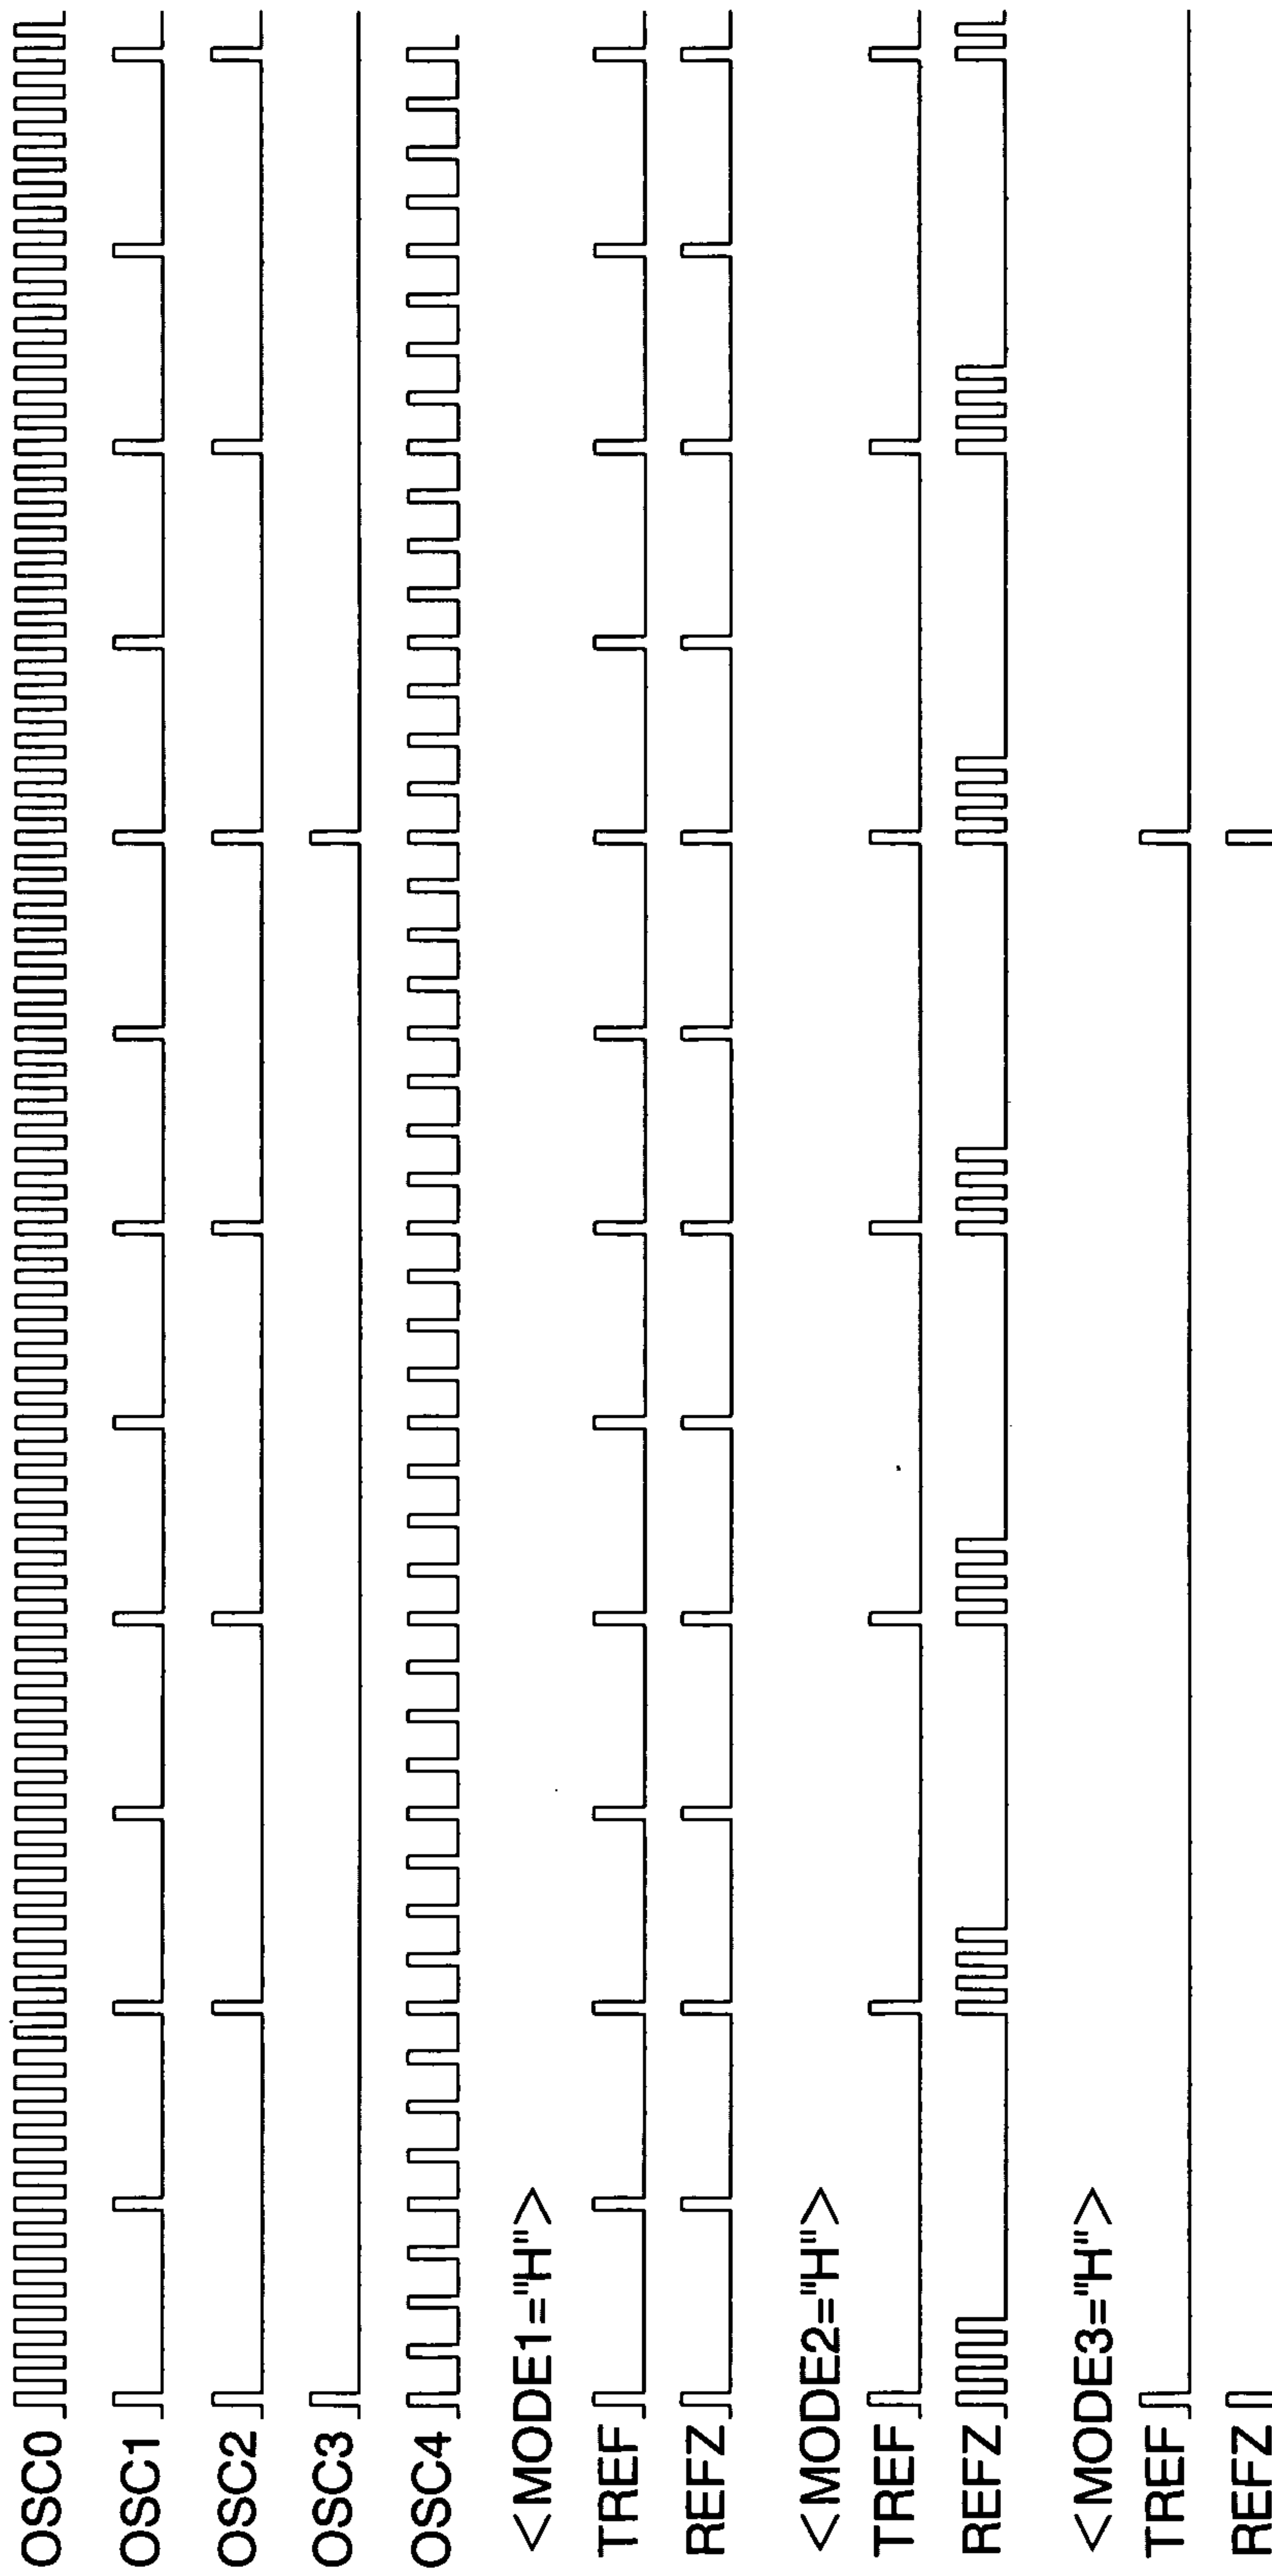 OSC0
OSC1
OSC2
OSC3
OSC4
<MODE1="H">
TREF
REFZ
<MODE2="H">
TREF
REFZ
<MODE3="H">
TREF
REFZ